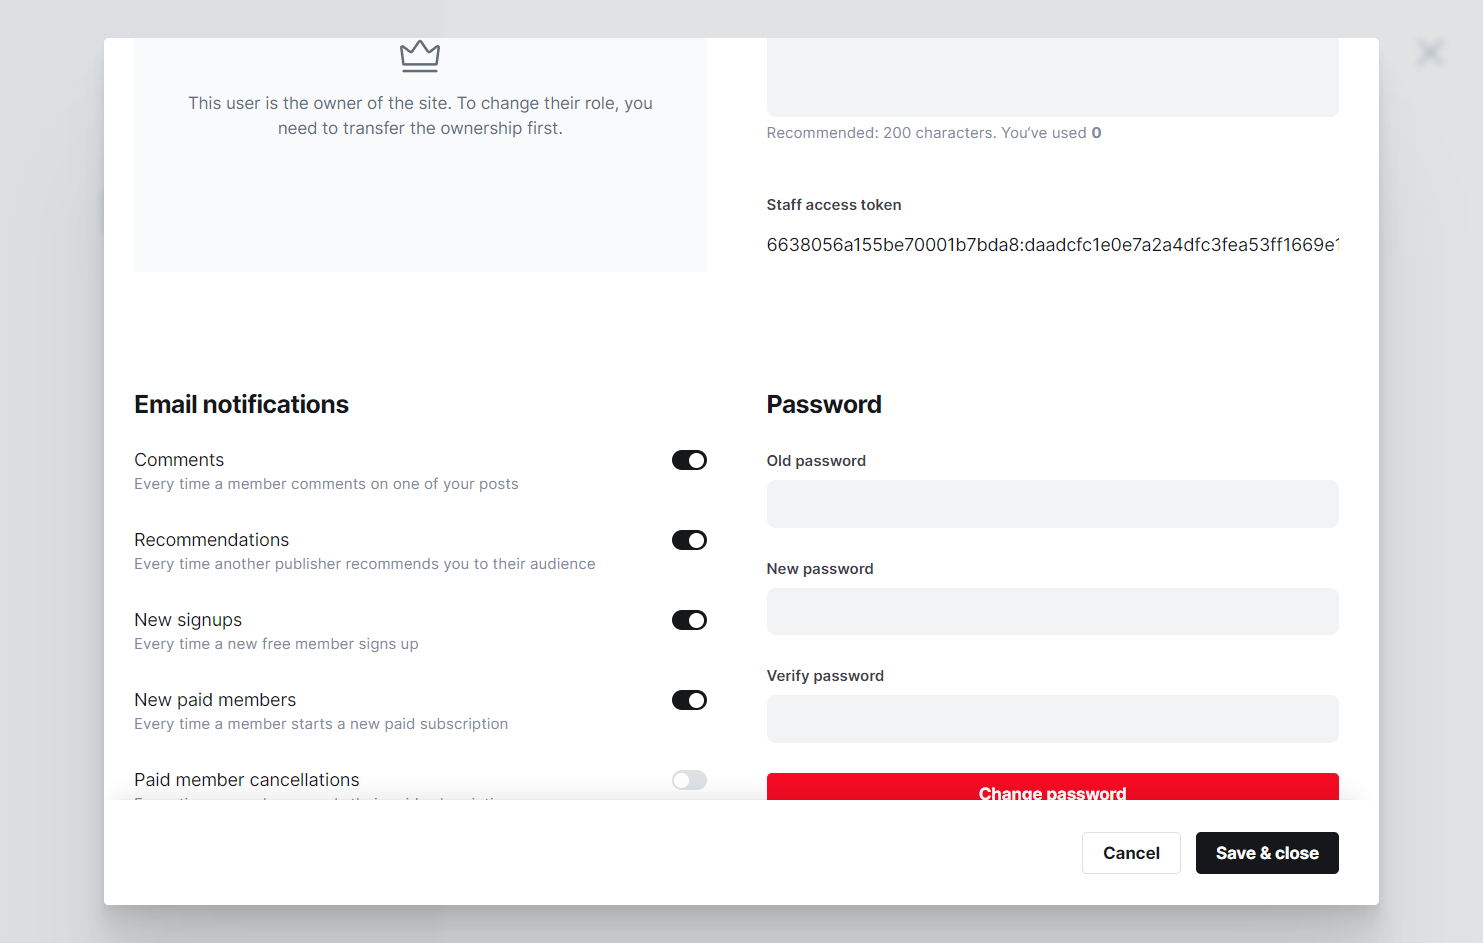 This user is the owner of the site. To change their role, you
need to transfer the ownership first.
Recommended: 200 characters. You've used 0
Staff access token
6638056a155be70001b7bda8:daadcfc1e0e7a2a4dfc3fea53ff1669e1
Email notifications
Comments
Every time a member comments on one of your posts
Recommendations
Every time another publisher recommends you to their audience
New signups
Every time a new free member signs up
New paid members
Every time a member starts a new paid subscription
Paid member cancellations
Password
Old password
New password
Verify password
Change password
Cancel
Save & close